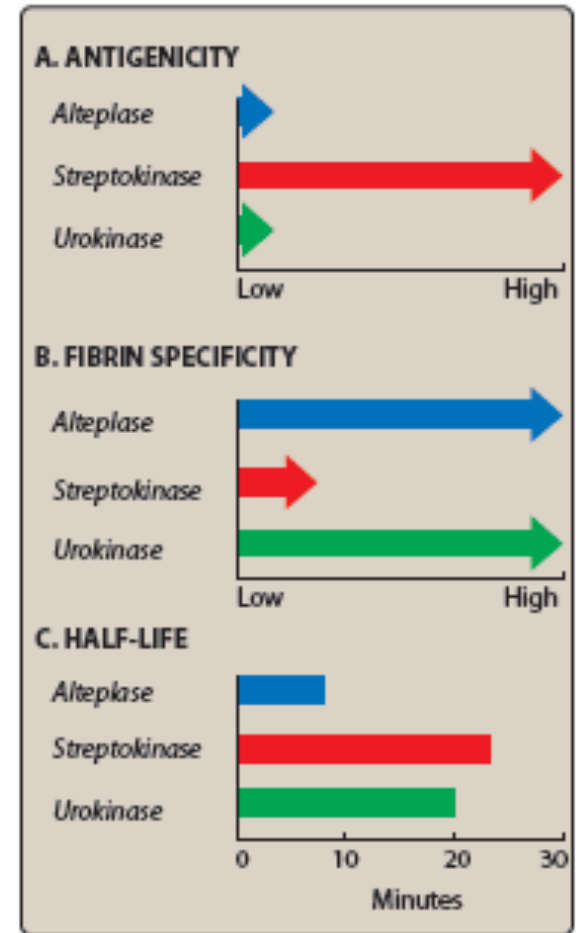 A. ANTIGENICITY
Alteplase
Streptokinase
Urokinase
Low High
B. FIBRIN SPECIFICITY
Alteplase
Streptokinase
Urokinase
Low High
C. HALF-LIFE
Alteplase
Streptokinase
Urokinase
0 10 20 30
Minutes